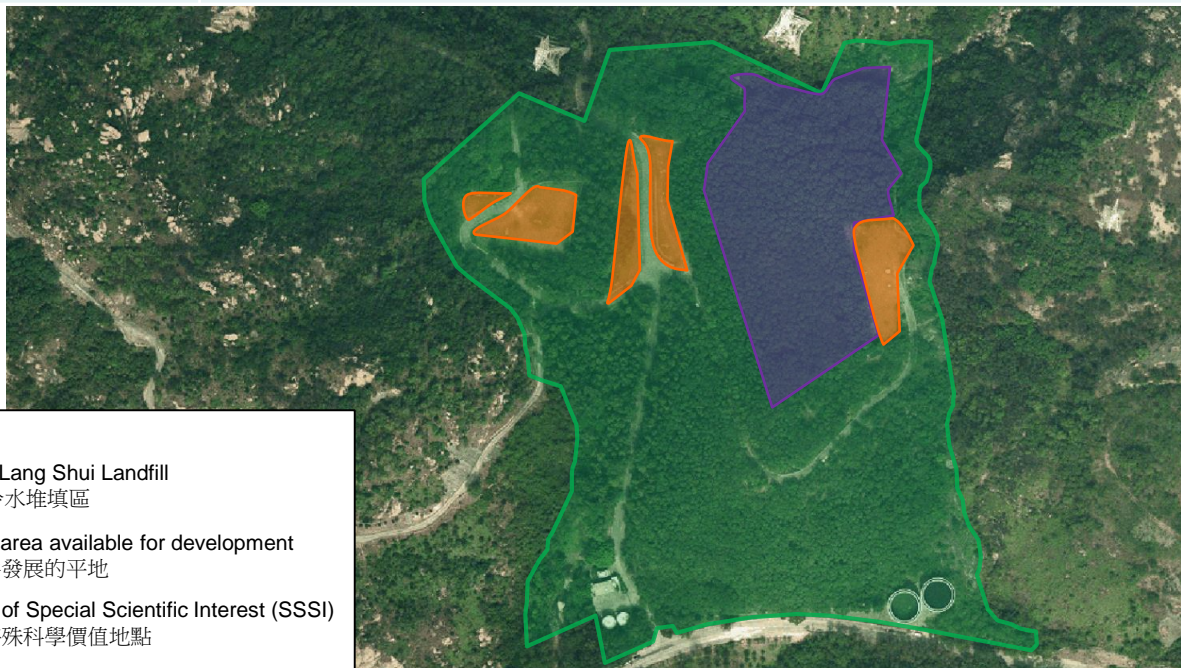 Lang Shui Landfill
冷水堆填區
area available for development
發展的平地
of Special Scientific Interest (SSSI)
殊科學價值地點